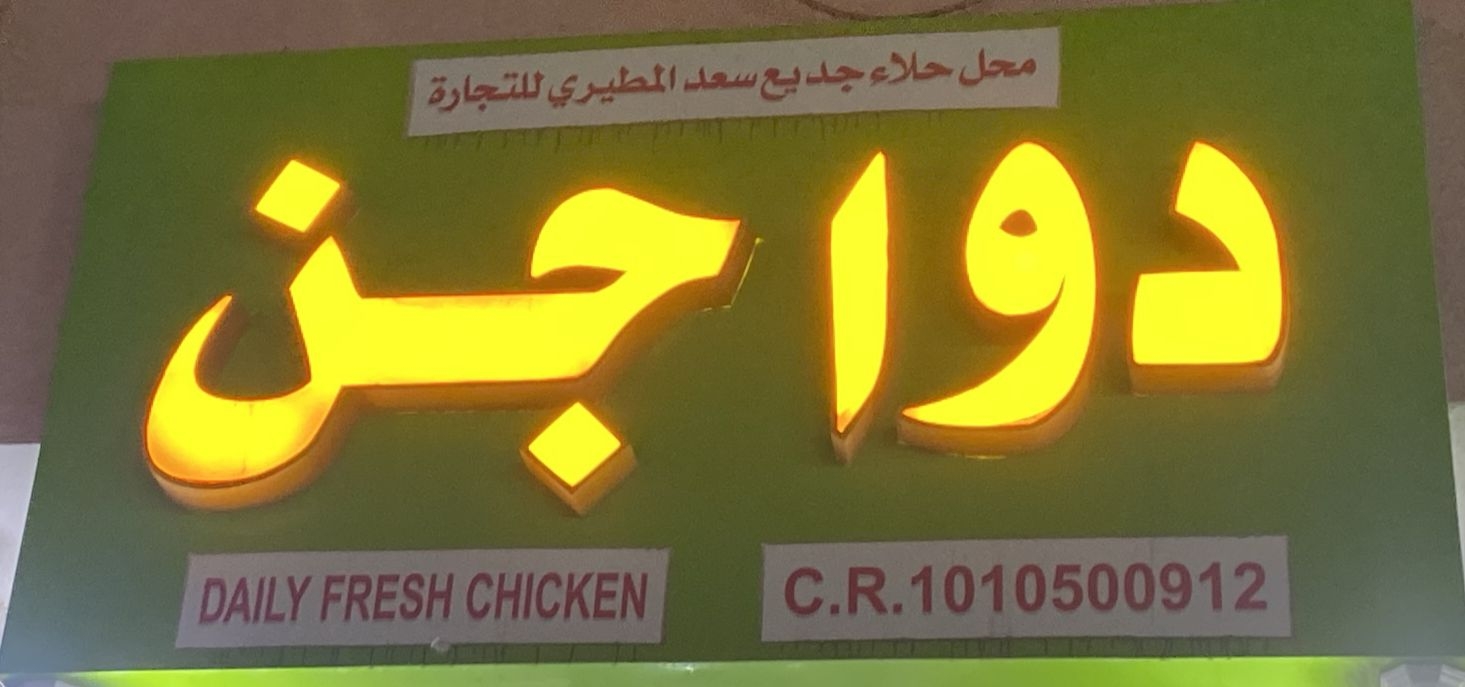 محل حلاء جديع سعد المطيري للتجارة
دواجن
DAILY FRESH CHICKEN
C.R.1010500912